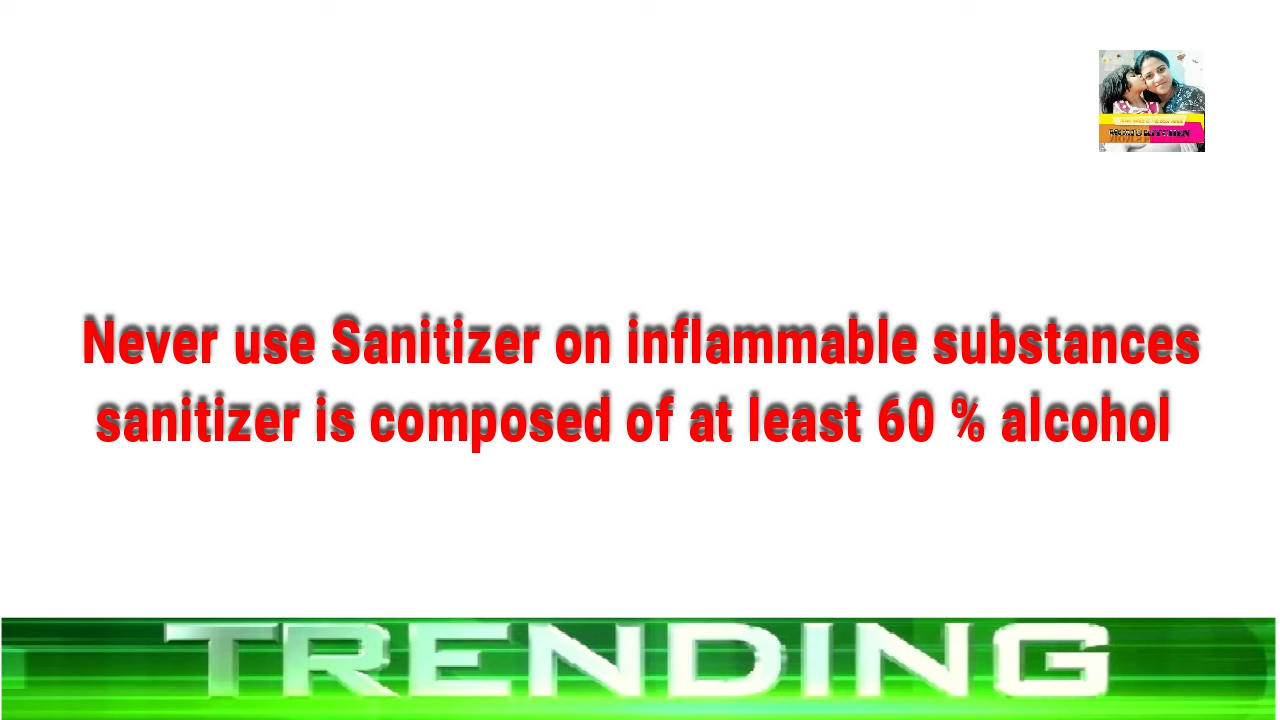 Never use Sanitizer on inflammable substances
sanitizer is composed of at least 60 % alcohol
TRENDING